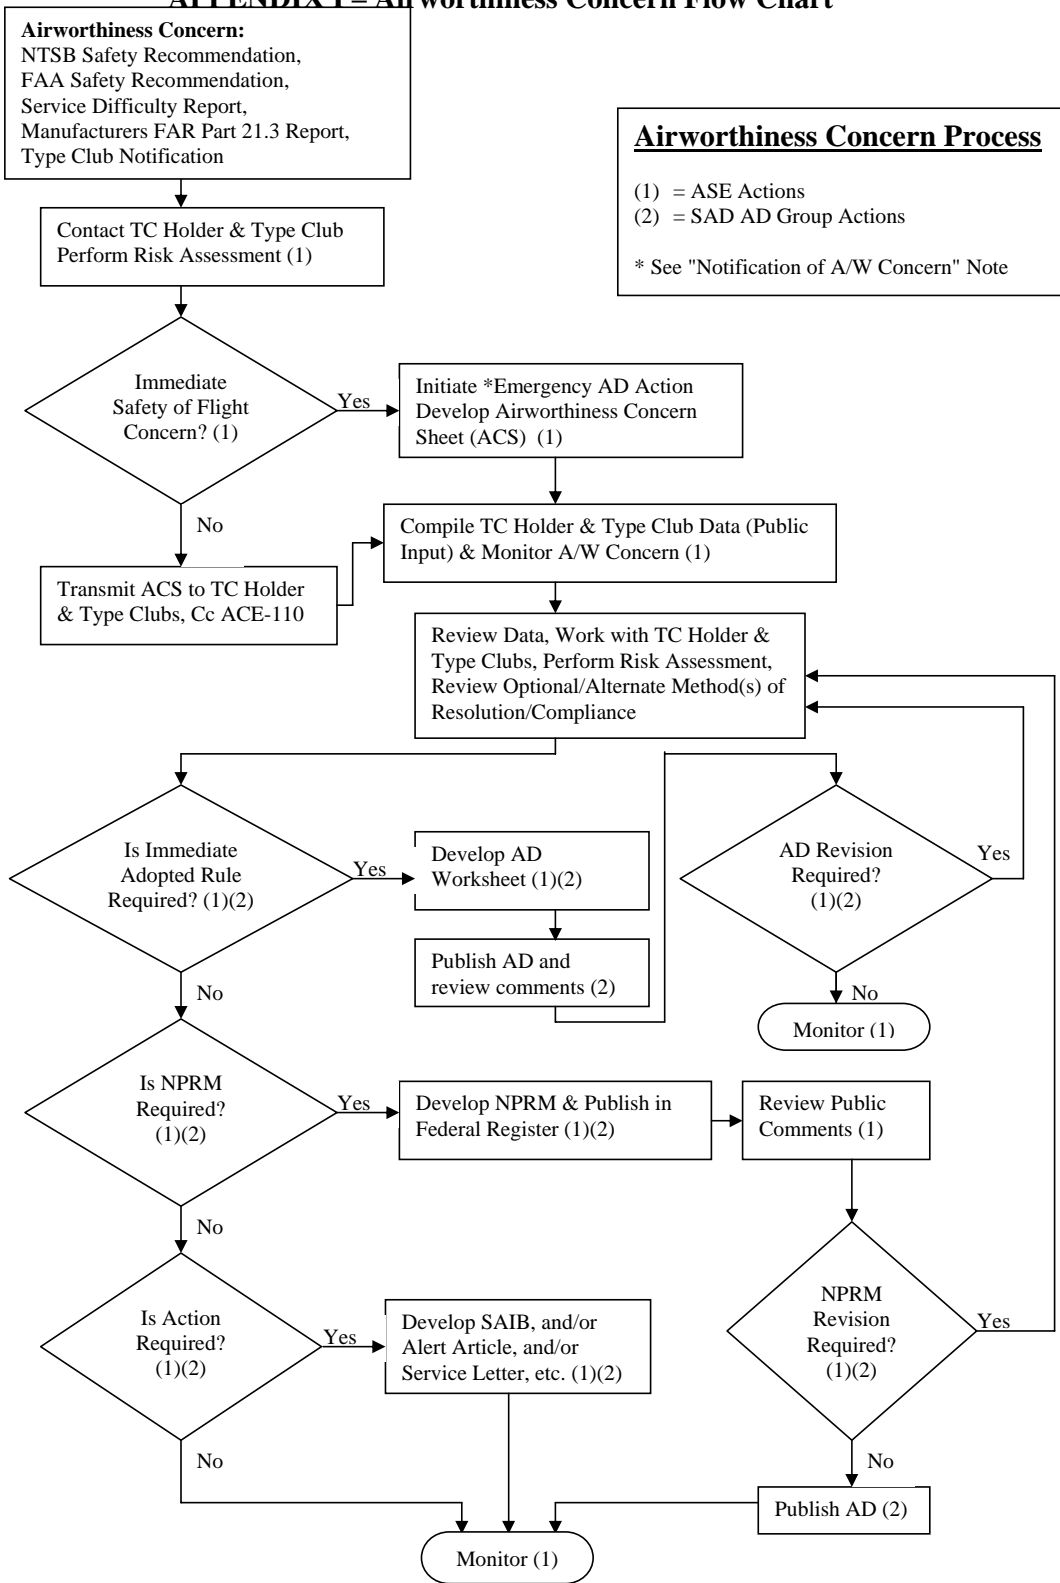 APPENDIX I – Airworthiness Concern Flow Chart
Airworthiness Concern:
NTSB Safety Recommendation,
FAA Safety Recommendation,
Service Difficulty Report,
Manufacturers FAR Part 21.3 Report,
Type Club Notification
Airworthiness Concern Process
(1) = ASE Actions
(2) = SAD AD Group Actions
* See "Notification of A/W Concern" Note
Contact TC Holder & Type Club
Perform Risk Assessment (1)
Immediate
Safety of Flight
Concern? (1)
Yes
Initiate *Emergency AD Action
Develop Airworthiness Concern
Sheet (ACS) (1)
No
Compile TC Holder & Type Club Data (Public
Input) & Monitor A/W Concern (1)
Transmit ACS to TC Holder
& Type Clubs, Cc ACE-110
Review Data, Work with TC Holder &
Type Clubs, Perform Risk Assessment,
Review Optional/Alternate Method(s) of
Resolution/Compliance
Is Immediate
Adopted Rule
Required? (1)(2)
Yes
Develop AD
Worksheet (1)(2)
AD Revision
Required?
(1)(2)
Yes
Publish AD and
review comments (2)
No
No
Monitor (1)
Is NPRM
Required?
(1)(2)
Yes
Develop NPRM & Publish in
Federal Register (1)(2)
Review Public
Comments (1)
No
Is Action
Required?
(1)(2)
Yes
Develop SAIB, and/or
Alert Article, and/or
Service Letter, etc. (1)(2)
NPRM
Revision
Required?
(1)(2)
Yes
No
No
Publish AD (2)
Monitor (1)